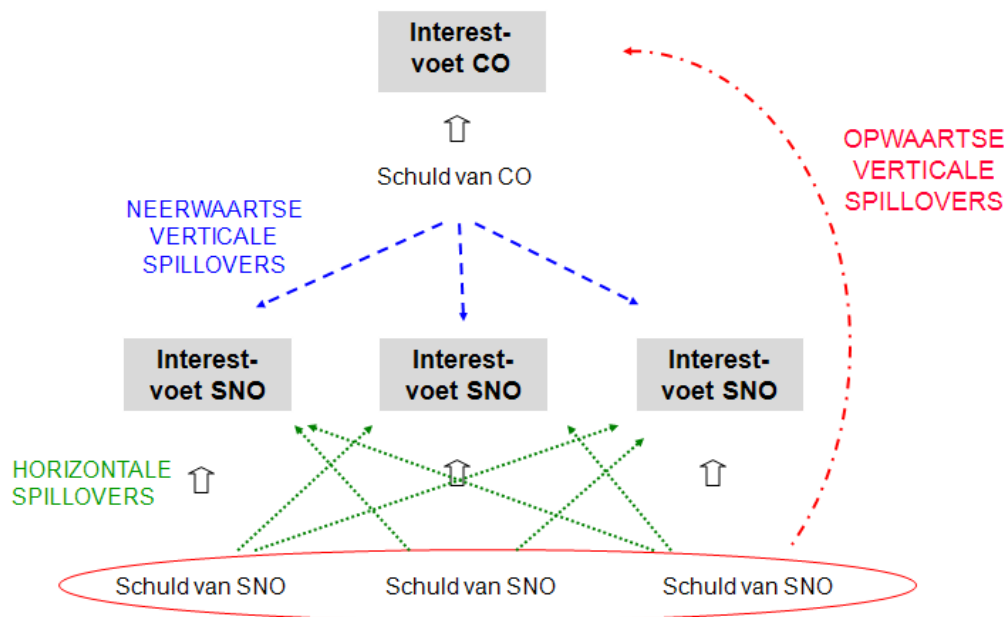 Interest-
voet CO
OPWAARTSE
VERTICALE
SPILLOVERS
Schuld van CO
NEERWAARTSE
VERTICALE
SPILLOVERS
Interest-
voet SNO
Interest-
voet SNO
Interest-
voet SNO
HORIZONTALE
SPILLOVERS
Schuld van SNO
Schuld van SNO
Schuld van SNO